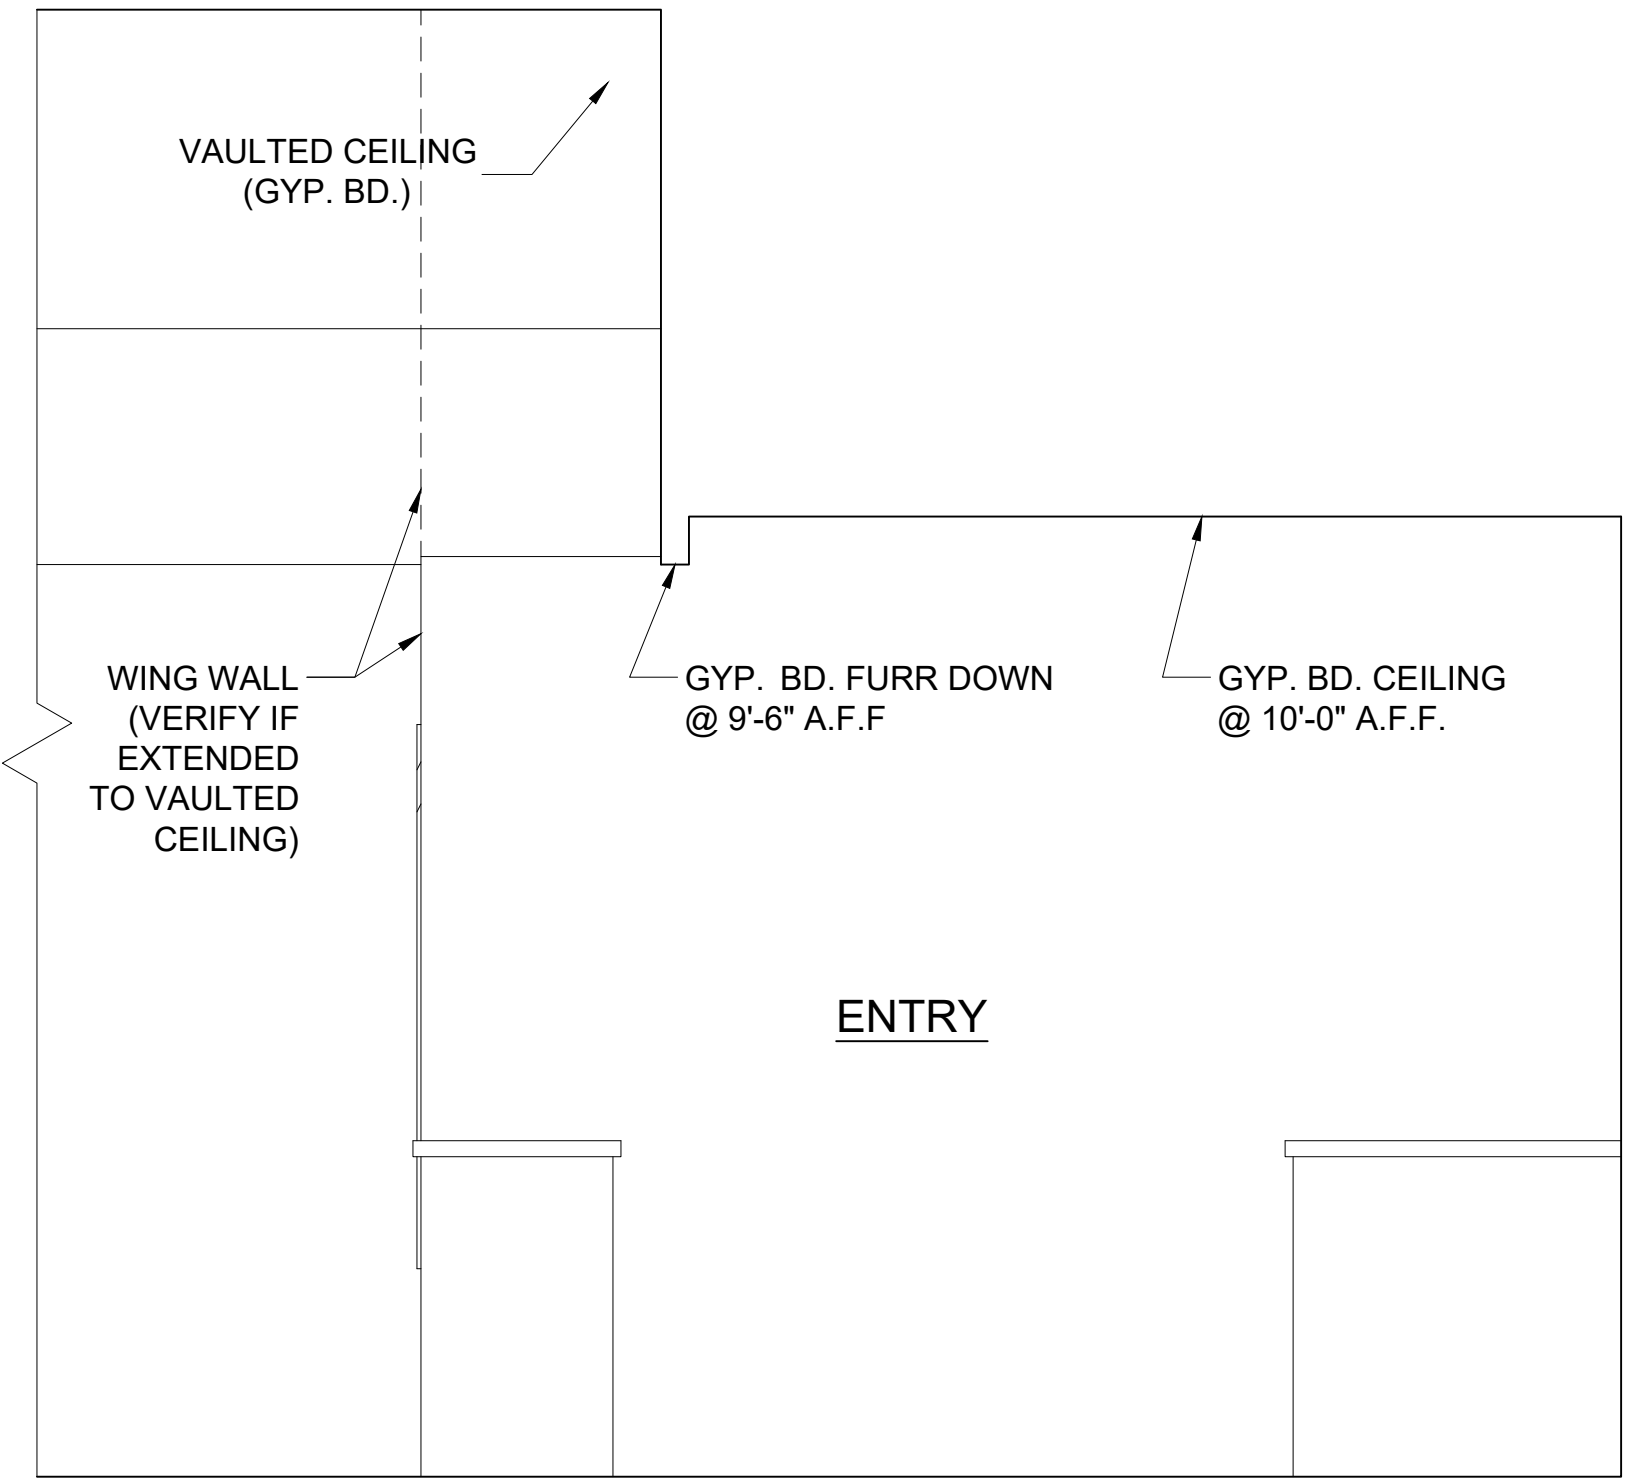 VAULTED CEILING
(GYP. BD.)
WING WALL
(VERIFY IF
EXTENDED
TO VAULTED
CEILING)
GYP. BD. FURR DOWN
@ 9'-6" A.F.F
GYP. BD. CEILING
@ 10'-0" A.F.F.
ENTRY